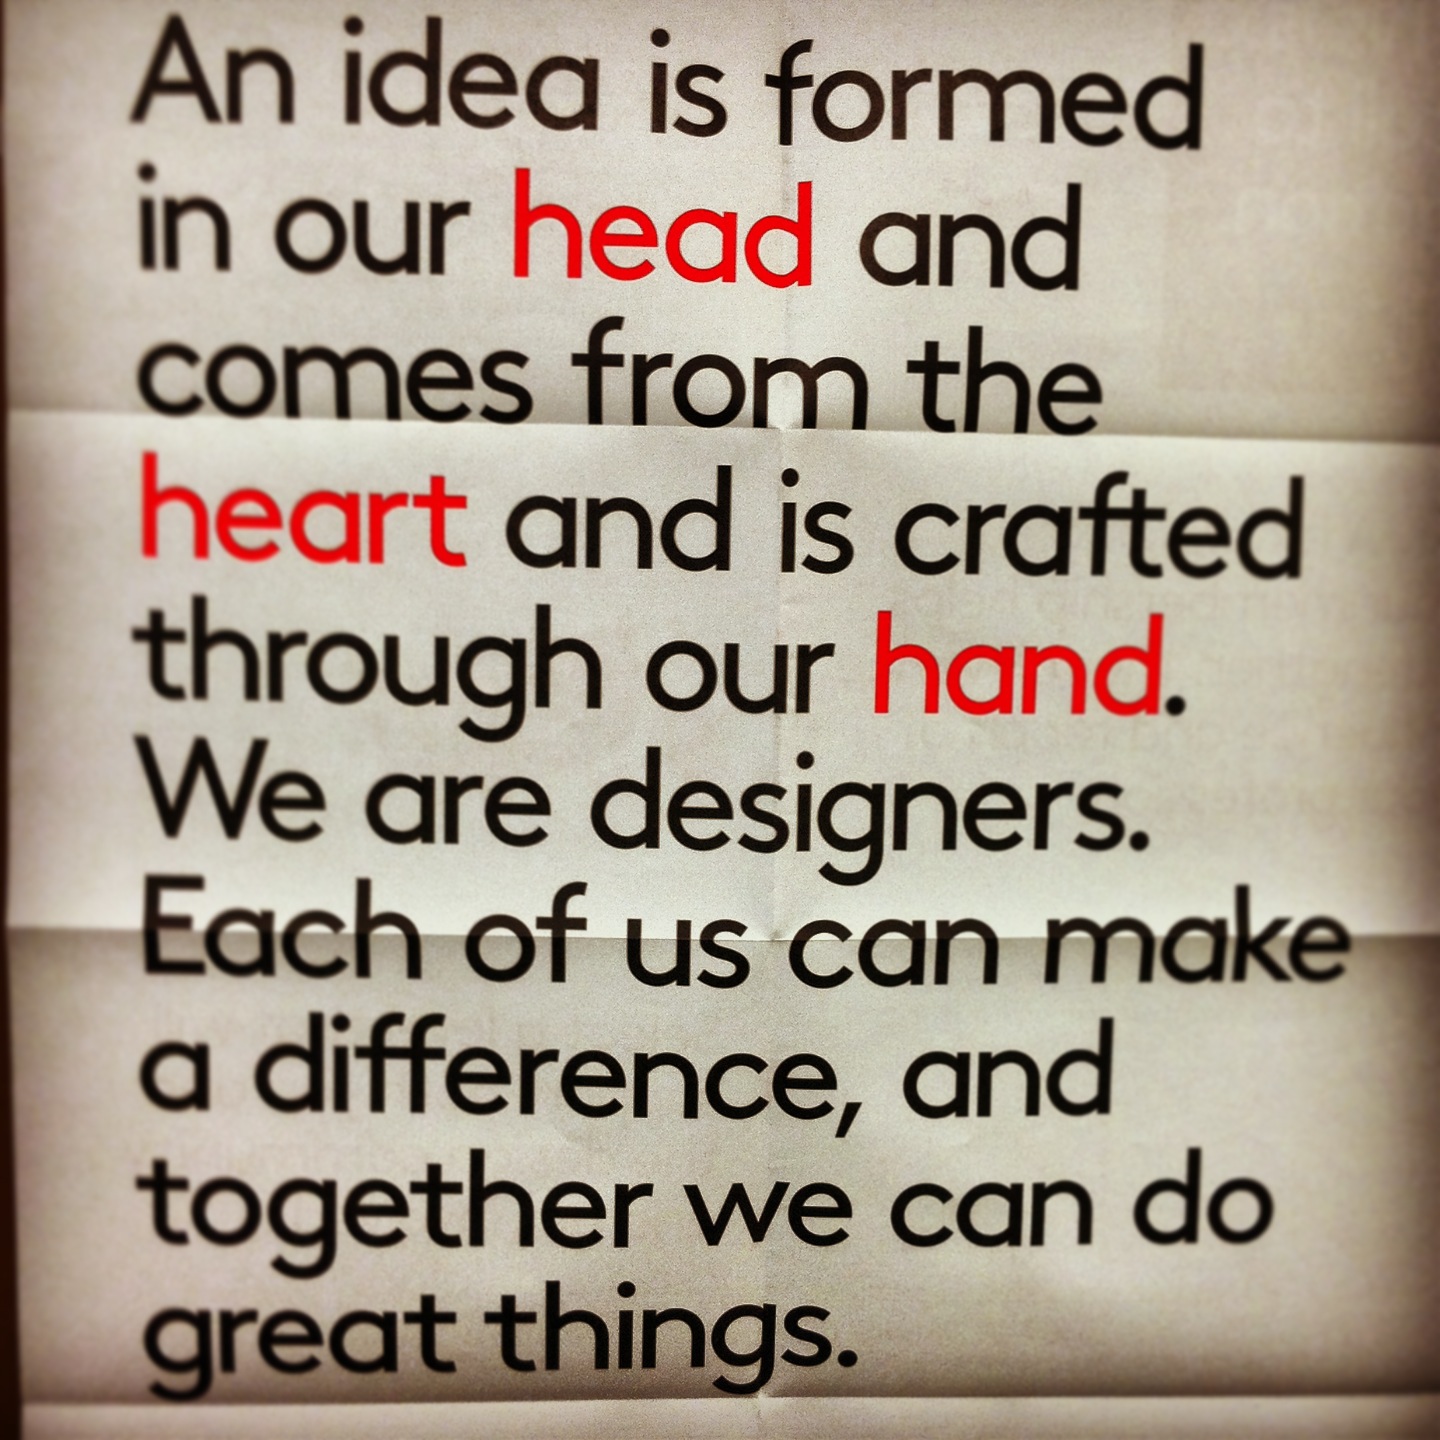 An idea is formed
in our head and
comes from the
heart and is crafted
through our hand.
We are designers.
Each of us can make
a difference, and
together we can do
great things.